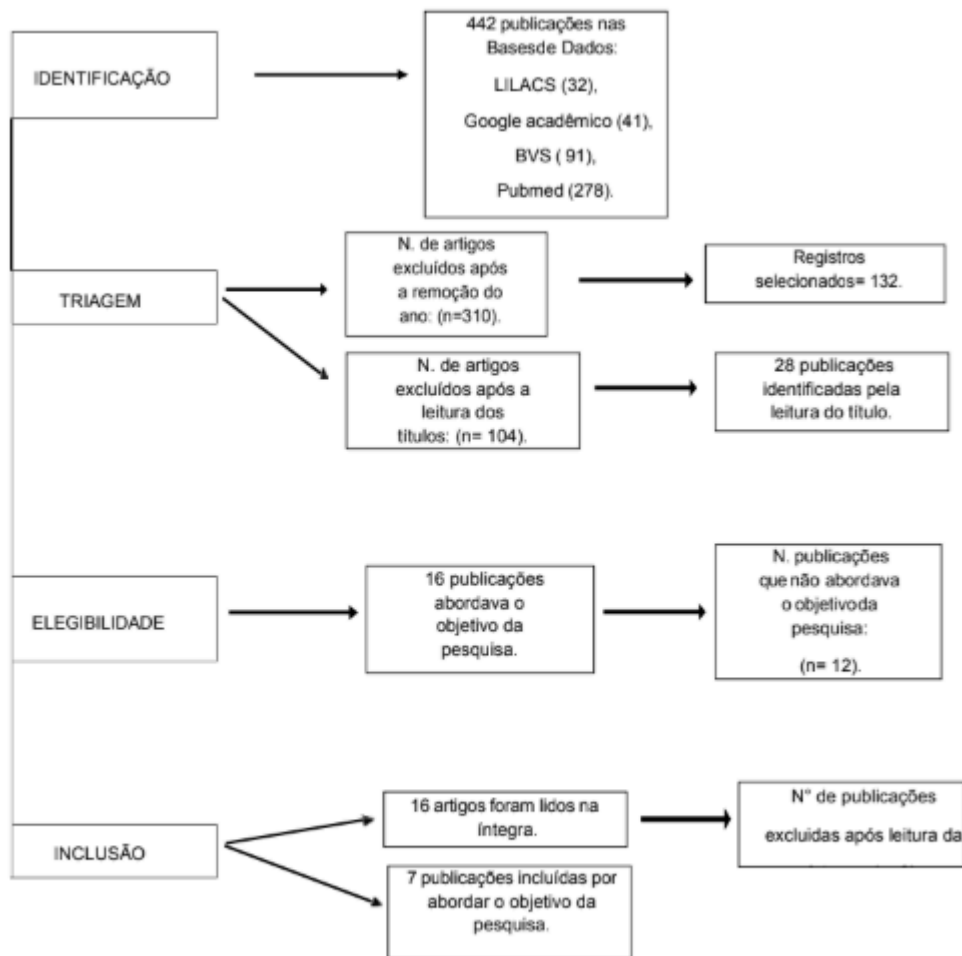 IDENTIFICAÇÃO
442 publicações nas
Basesde Dados:
LILACS (32),
Google acadêmico (41),
BVS ( 91),
Pubmed (278).
TRIAGEM
N. de artigos
excluídos após
a remoção do
ano: (n=310).
Registros
selecionados= 132.
N. de artigos
excluídos após a
leitura dos
títulos: (n= 104).
28 publicações
identificadas pela
leitura do título.
ELEGIBILIDADE
16 publicações
abordava o
objetivo da
pesquisa.
N. publicações
que não abordava
o objetivoda
pesquisa:
(n= 12).
INCLUSÃO
16 artigos foram lidos na
íntegra.
N° de publicações
excluidas após leitura da
7 publicações incluídas por
abordar o objetivo da
pesquisa.